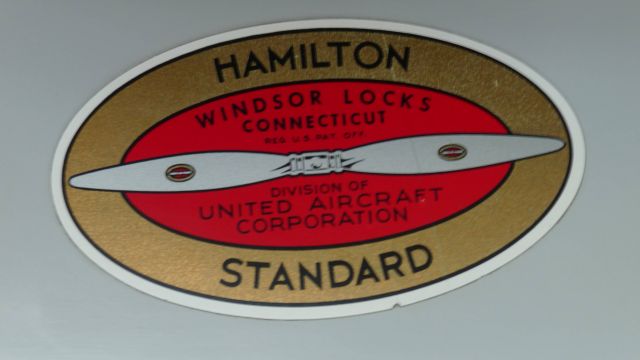 HAMILTON
WINDSOR LOCKS
CONNECTICUT
REG. U.S. PAT. OFF.
DIVISION OF
UNITED AIRCRAFT
CORPORATION
STANDARD